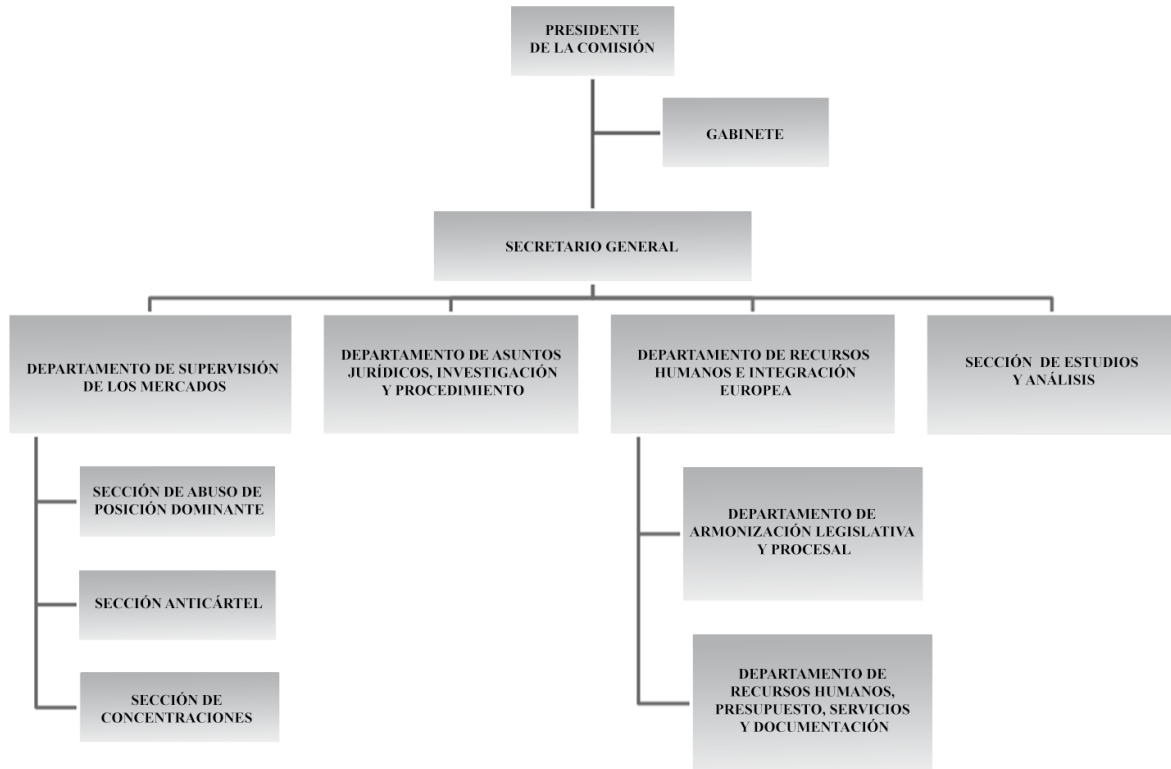 PRESIDENTE
DE LA COMISIÓN
GABINETE
SECRETARIO GENERAL
DEPARTAMENTO DE SUPERVISIÓN
DE LOS MERCADOS
DEPARTAMENTO DE ASUNTOS
JURÍDICOS, INVESTIGACIÓN
Y PROCEDIMIENTO
DEPARTAMENTO DE RECURSOS
HUMANOS E INTEGRACIÓN
EUROPEA
SECCIÓN DE ESTUDIOS
Y ANÁLISIS
SECCIÓN DE ABUSO DE
POSICIÓN DOMINANTE
SECCIÓN ANTICÁRTEL
SECCIÓN DE
CONCENTRACIONES
DEPARTAMENTO DE
ARMONIZACIÓN LEGISLATIVA
Y PROCESAL
DEPARTAMENTO DE
RECURSOS HUMANOS,
PRESUPUESTO, SERVICIOS
Y DOCUMENTACIÓN